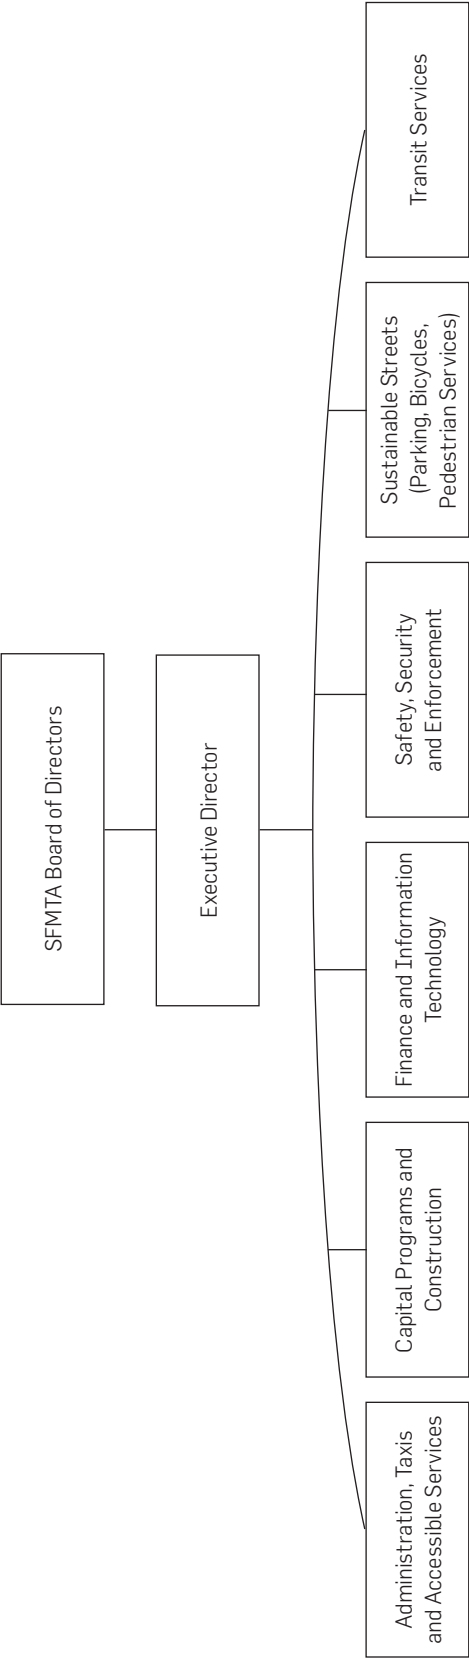 SFMTA Board of Directors
Executive Director
Administration, Taxis
and Accessible Services
Capital Programs and
Construction
Finance and Information
Technology
Safety, Security
and Enforcement
Sustainable Streets
(Parking, Bicycles,
Pedestrian Services)
Transit Services